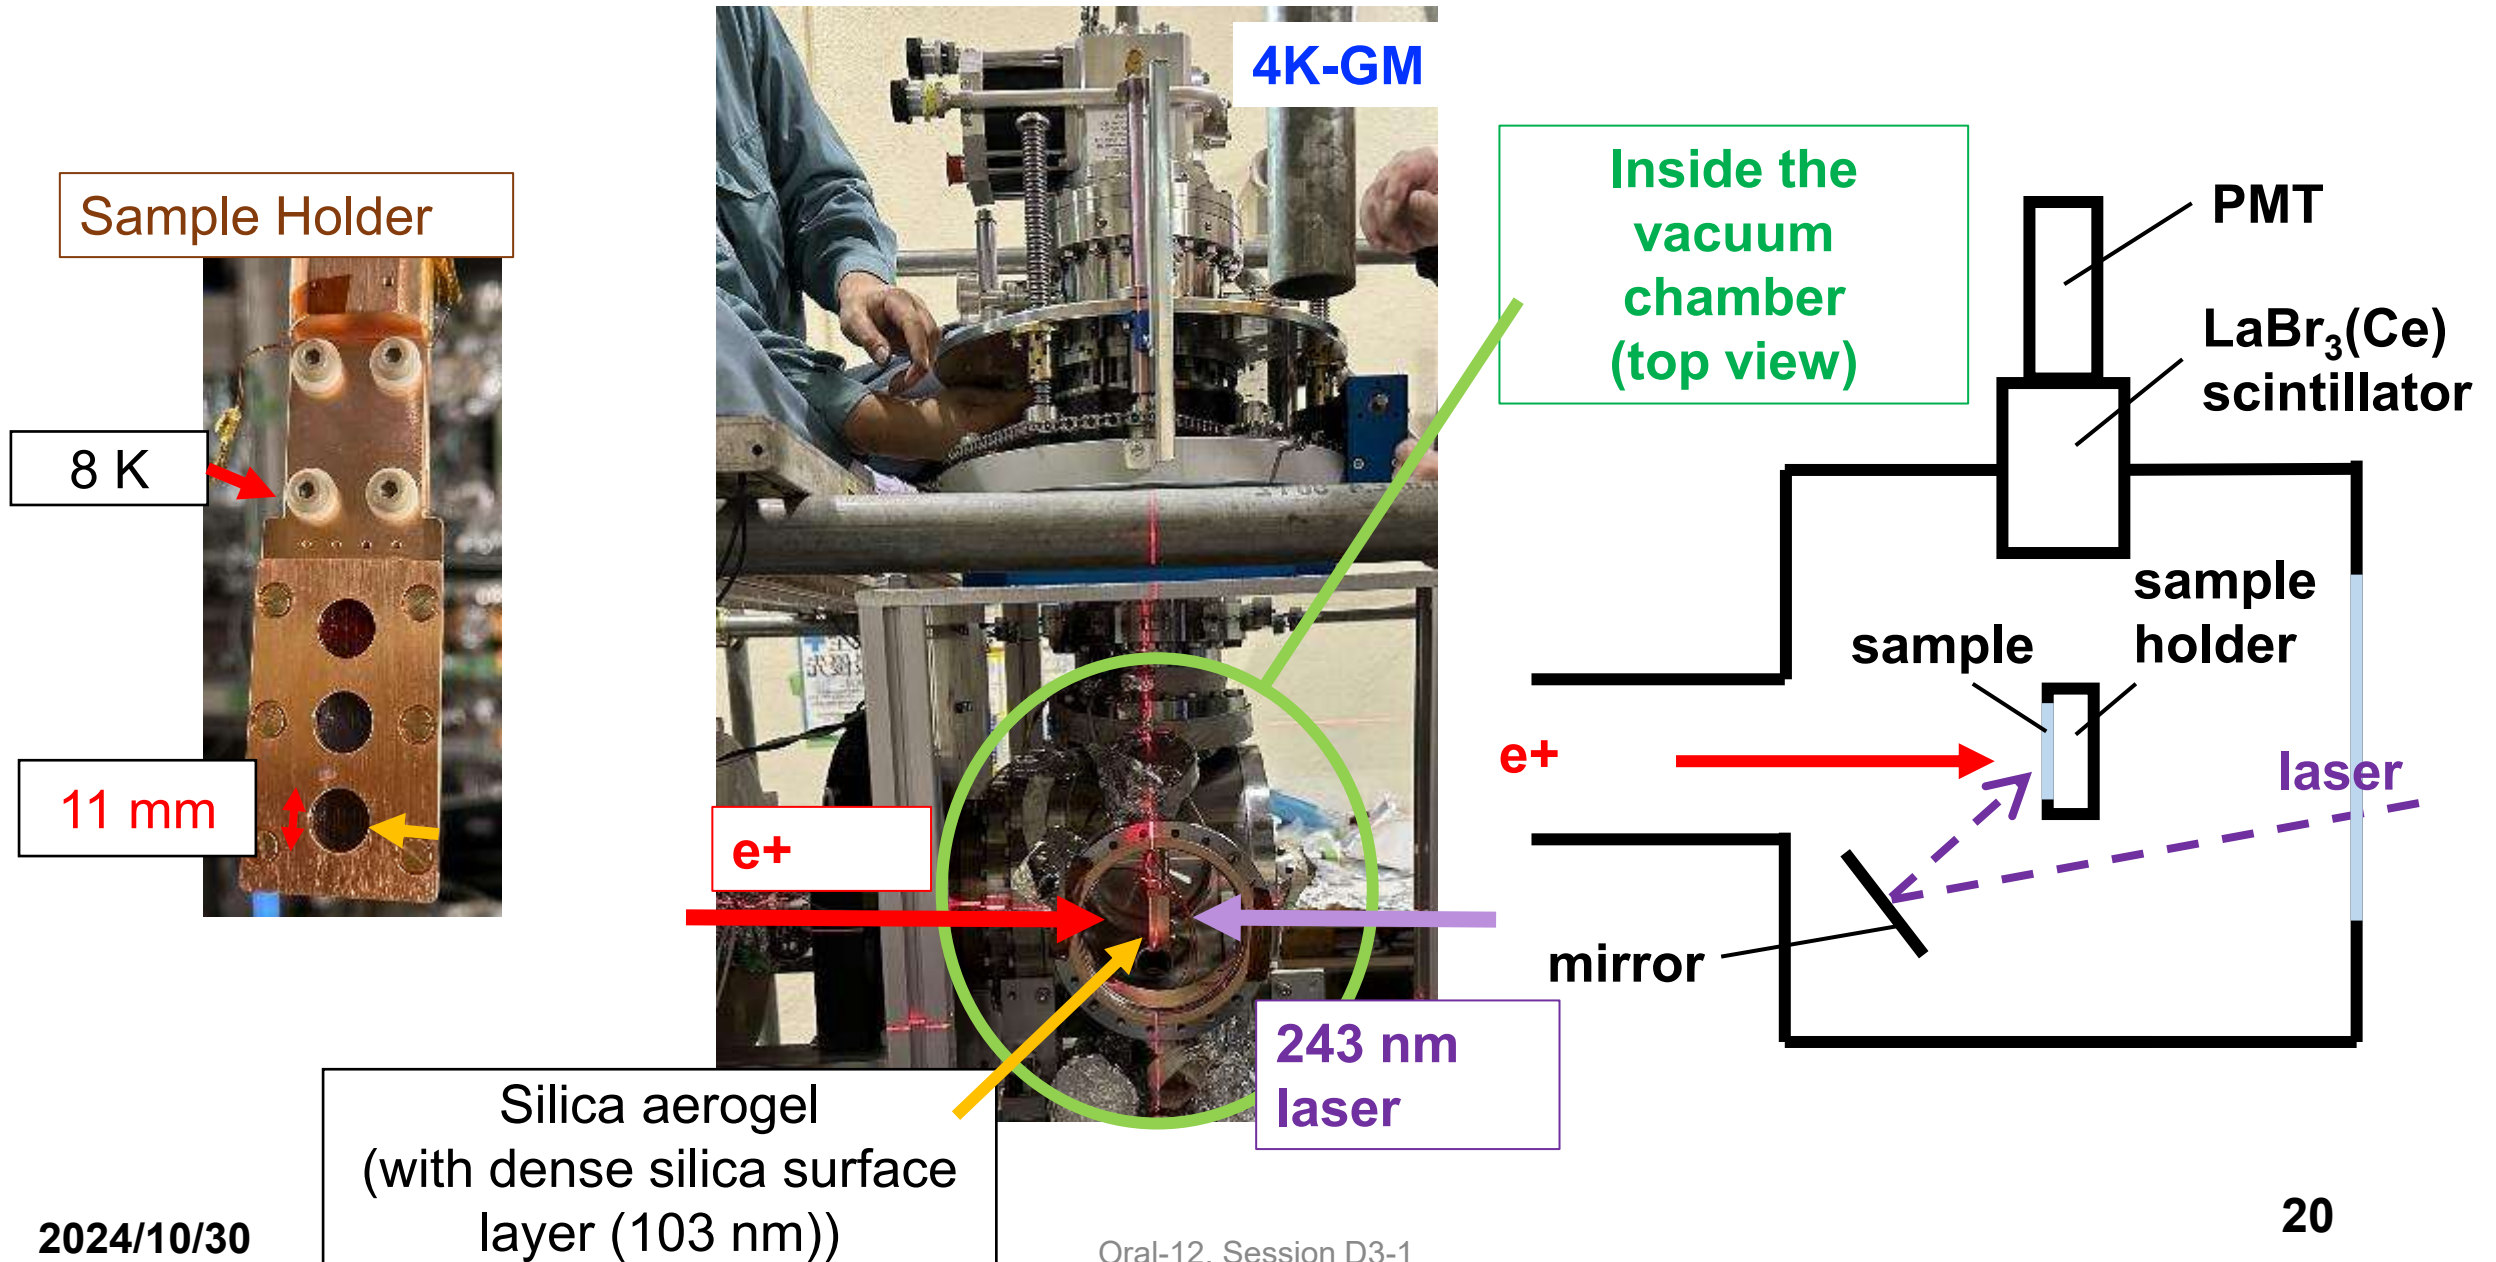 4K-GM
Sample Holder
8 K
11 mm
Inside the
vacuum
chamber
(top view)
PMT
LaBr₃(Ce)
scintillator
sample
holder
sample
e+
laser
mirror
e+
243 nm
laser
Silica aerogel
(with dense silica surface
layer (103 nm))
2024/10/30
Oral-12, Session D3-1
20